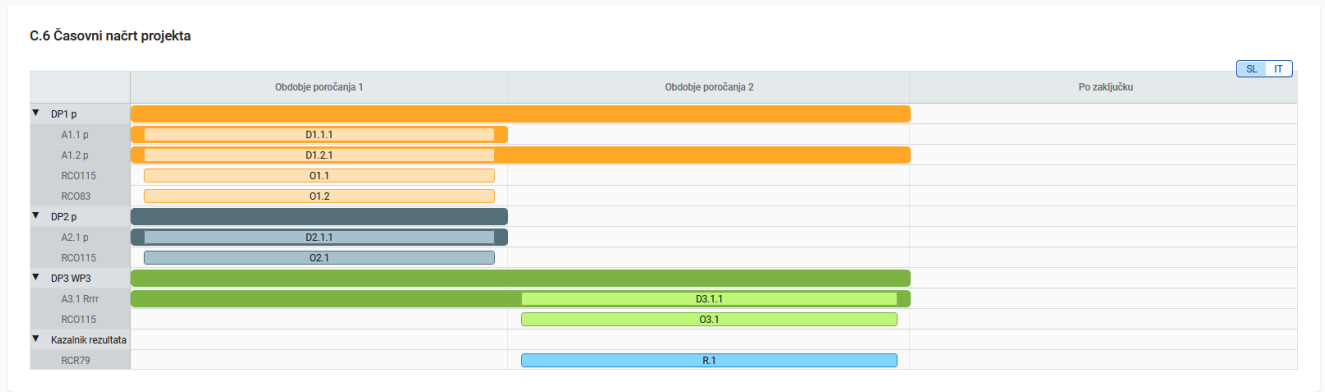 C.6 Časovni načrt projekta
SL IT
Obdobje poročanja 1 Obdobje poročanja 2 Po zaključku
▼ DP1 p
A1.1 p D1.1.1
A1.2 p D1.2.1
RCO115 O1.1
RCO83 O1.2
▼ DP2 p
A2.1 p D2.1.1
RCO115 O2.1
▼ DP3 WP3
A3.1 Rrrr D3.1.1
RCO115 O3.1
▼ Kazalnik rezultata
RCR79 R.1